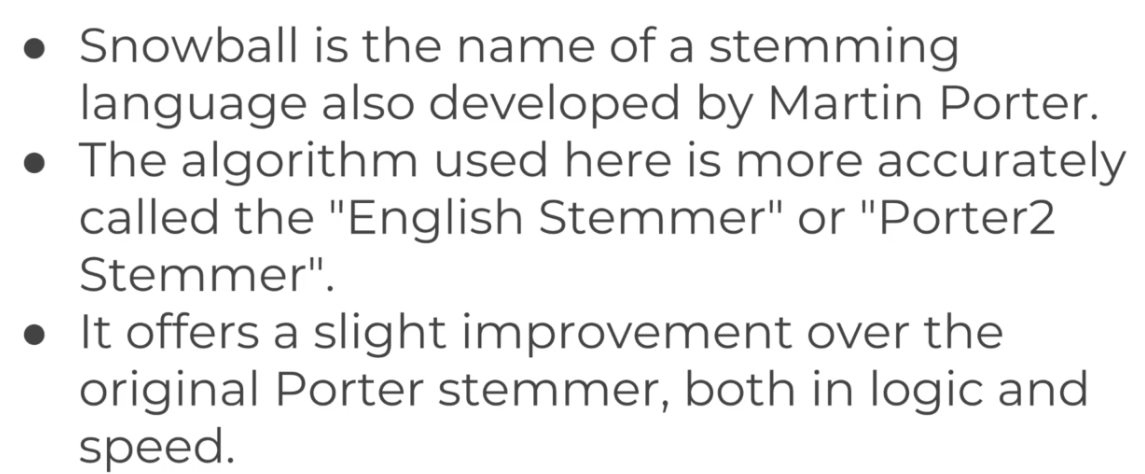 ● Snowball is the name of a stemming
language also developed by Martin Porter.
● The algorithm used here is more accurately
called the "English Stemmer" or "Porter2
Stemmer".
● It offers a slight improvement over the
original Porter stemmer, both in logic and
speed.